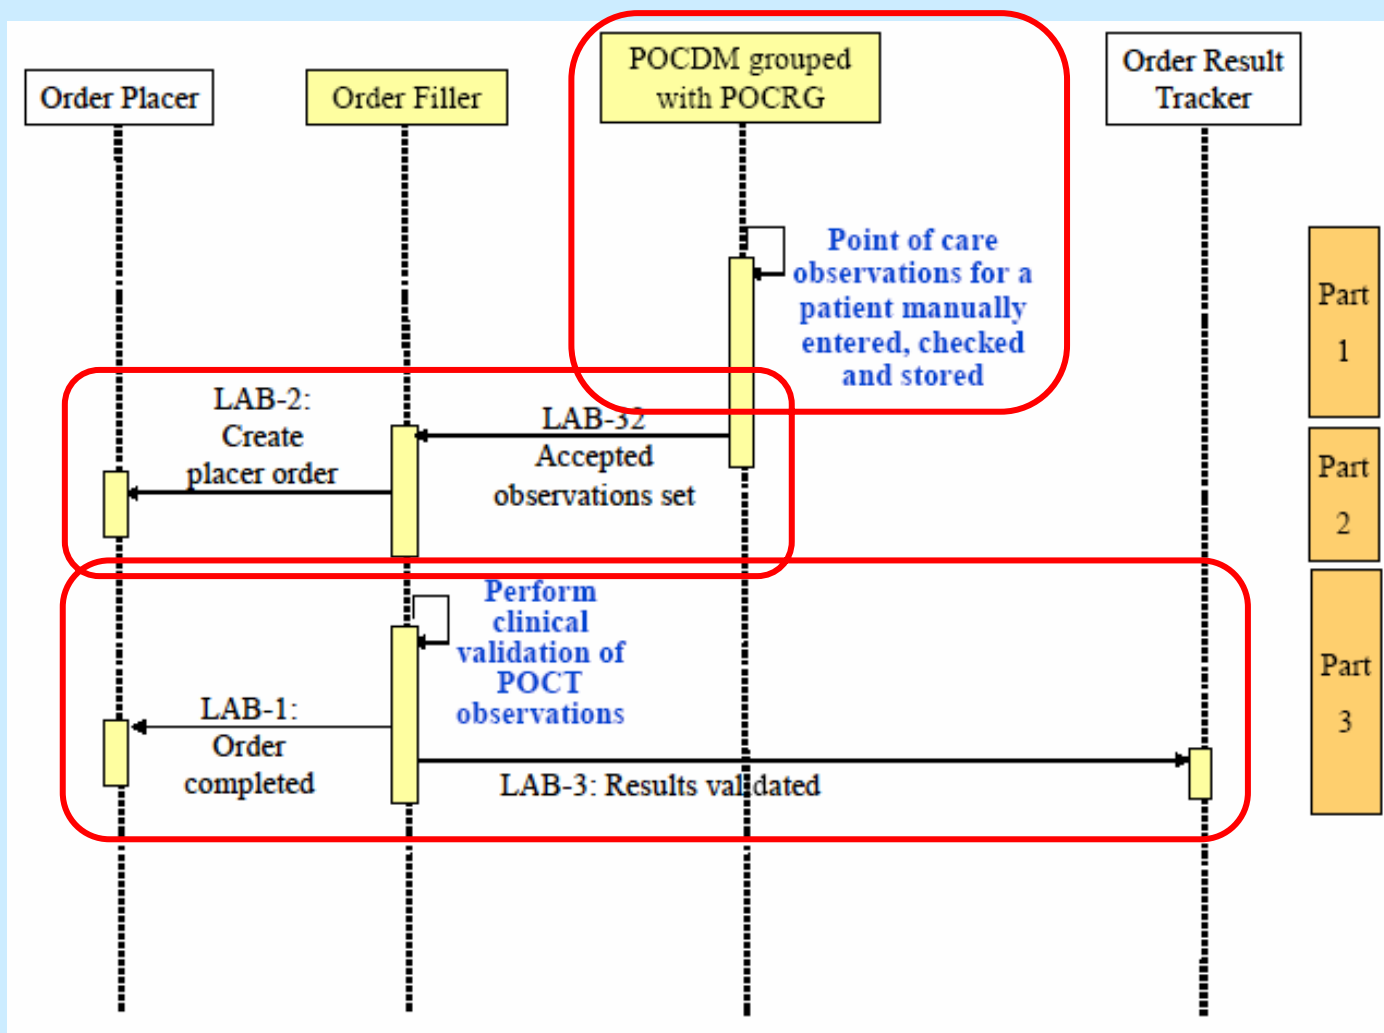 Order Placer
Order Filler
POCDM grouped
with POCRG
Order Result
Tracker
Point of care
observations for a
patient manually
entered, checked
and stored
Part
1
LAB-2:
Create
placer order
LAB-32
Accepted
observations set
Part
2
Perform
clinical
validation of
POCT
observations
LAB-1:
Order
completed
LAB-3: Results validated
Part
3